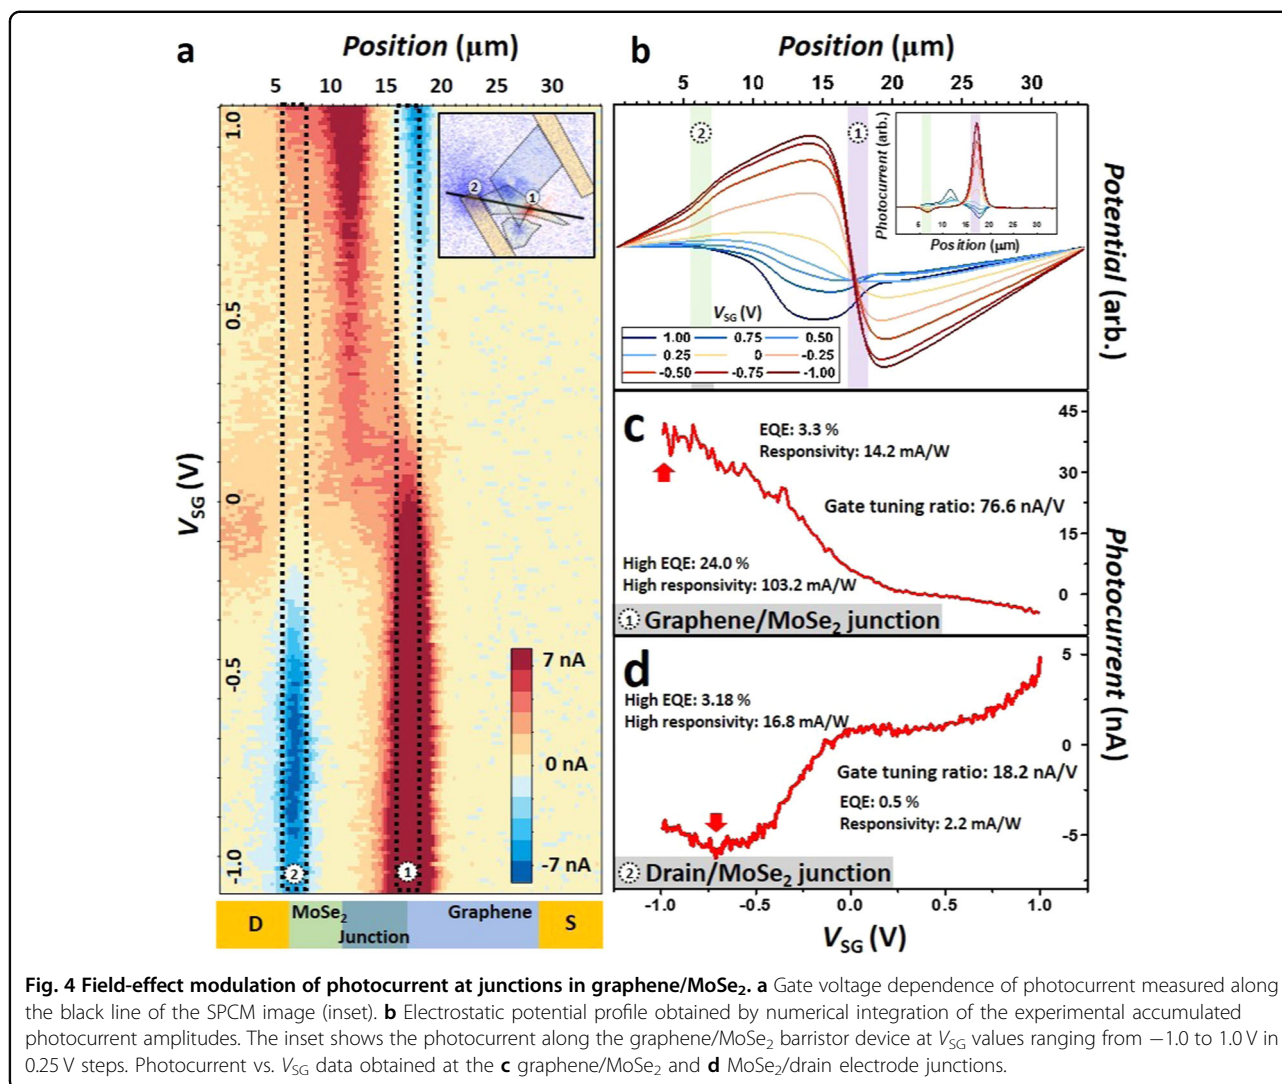 a
Position (μm)
5 10 15 20 25 30
1.0
0.5
0
-0.5
-1.0
VSG (V)
2
1
7 nA
0 nA
-7 nA
2
1
D
MoSe2
Junction
Graphene
S
b
Position (μm)
5 10 15 20 25 30
2
1
Photocurrent (arb.)
5 10 15 20 25 30
Position (μm)
Potential (arb.)
VSG (V)
1.00 0.75 0.50
0.25 0 -0.25
-0.50 -0.75 -1.00
c
EQE: 3.3 %
Responsivity: 14.2 mA/W
Gate tuning ratio: 76.6 nA/V
High EQE: 24.0 %
High responsivity: 103.2 mA/W
1 Graphene/MoSe2 junction
45
30
15
0
Photocurrent (nA)
d
High EQE: 3.18 %
High responsivity: 16.8 mA/W
Gate tuning ratio: 18.2 nA/V
EQE: 0.5 %
Responsivity: 2.2 mA/W
2 Drain/MoSe2 junction
5
0
-5
-1.0 -0.5 0.0 0.5 1.0
VSG (V)
Fig. 4 Field-effect modulation of photocurrent at junctions in graphene/MoSe2. a Gate voltage dependence of photocurrent measured along
the black line of the SPCM image (inset). b Electrostatic potential profile obtained by numerical integration of the experimental accumulated
photocurrent amplitudes. The inset shows the photocurrent along the graphene/MoSe2 barristor device at VSG values ranging from −1.0 to 1.0 V in
0.25 V steps. Photocurrent vs. VSG data obtained at the c graphene/MoSe2 and d MoSe2/drain electrode junctions.